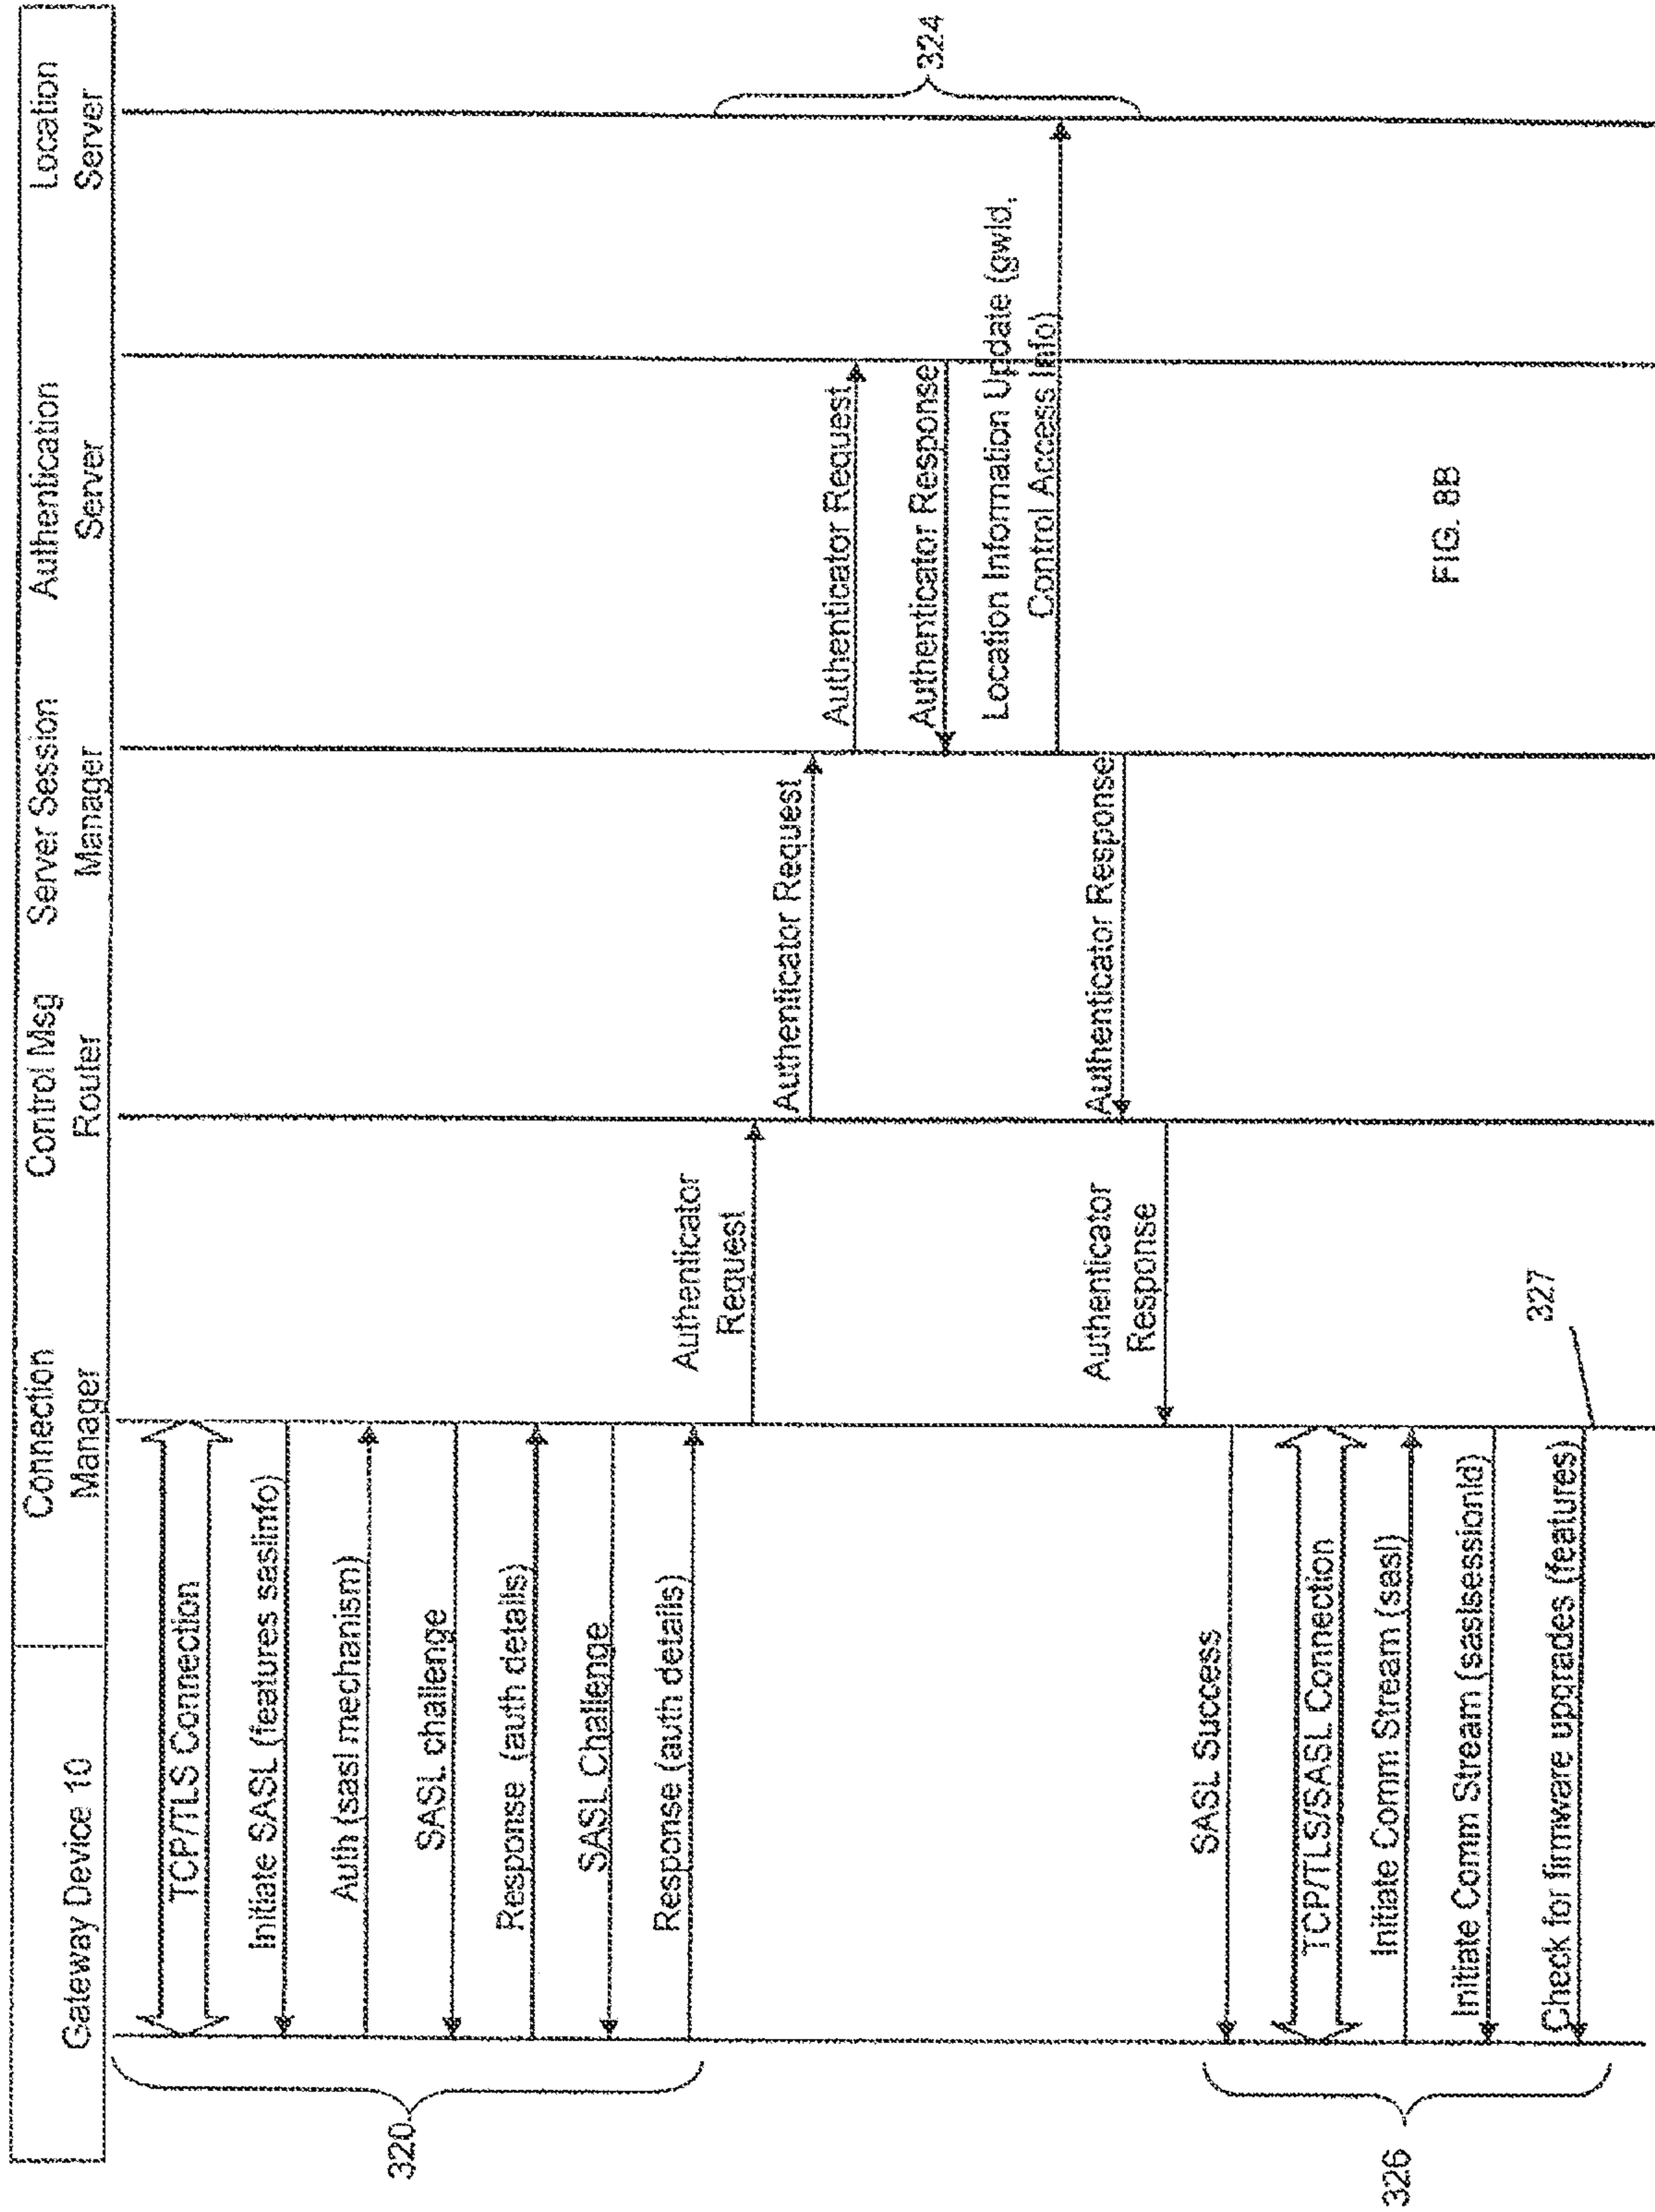 Gateway Device 10
Connection
Manager
Control Msg
Router
Server Session
Manager
Authentication
Server
Location
Server
TCP/TLS Connection
Initiate SASL (features saslinfo)
Auth (sasl mechanism)
SASL challenge
Response (auth details)
SASL Challenge
Response (auth details)
320
Authenticator
Request
Authenticator Request
Authenticator Request
Authenticator Response
Location Information Update (gwId,
Control Access Info)
324
Authenticator Response
Authenticator
Response
SASL Success
TCP/TLS/SASL Connection
Initiate Comm Stream (sasl)
Initiate Comm Stream (saslsessionId)
Check for firmware upgrades (features)
326
327
FIG. 8B